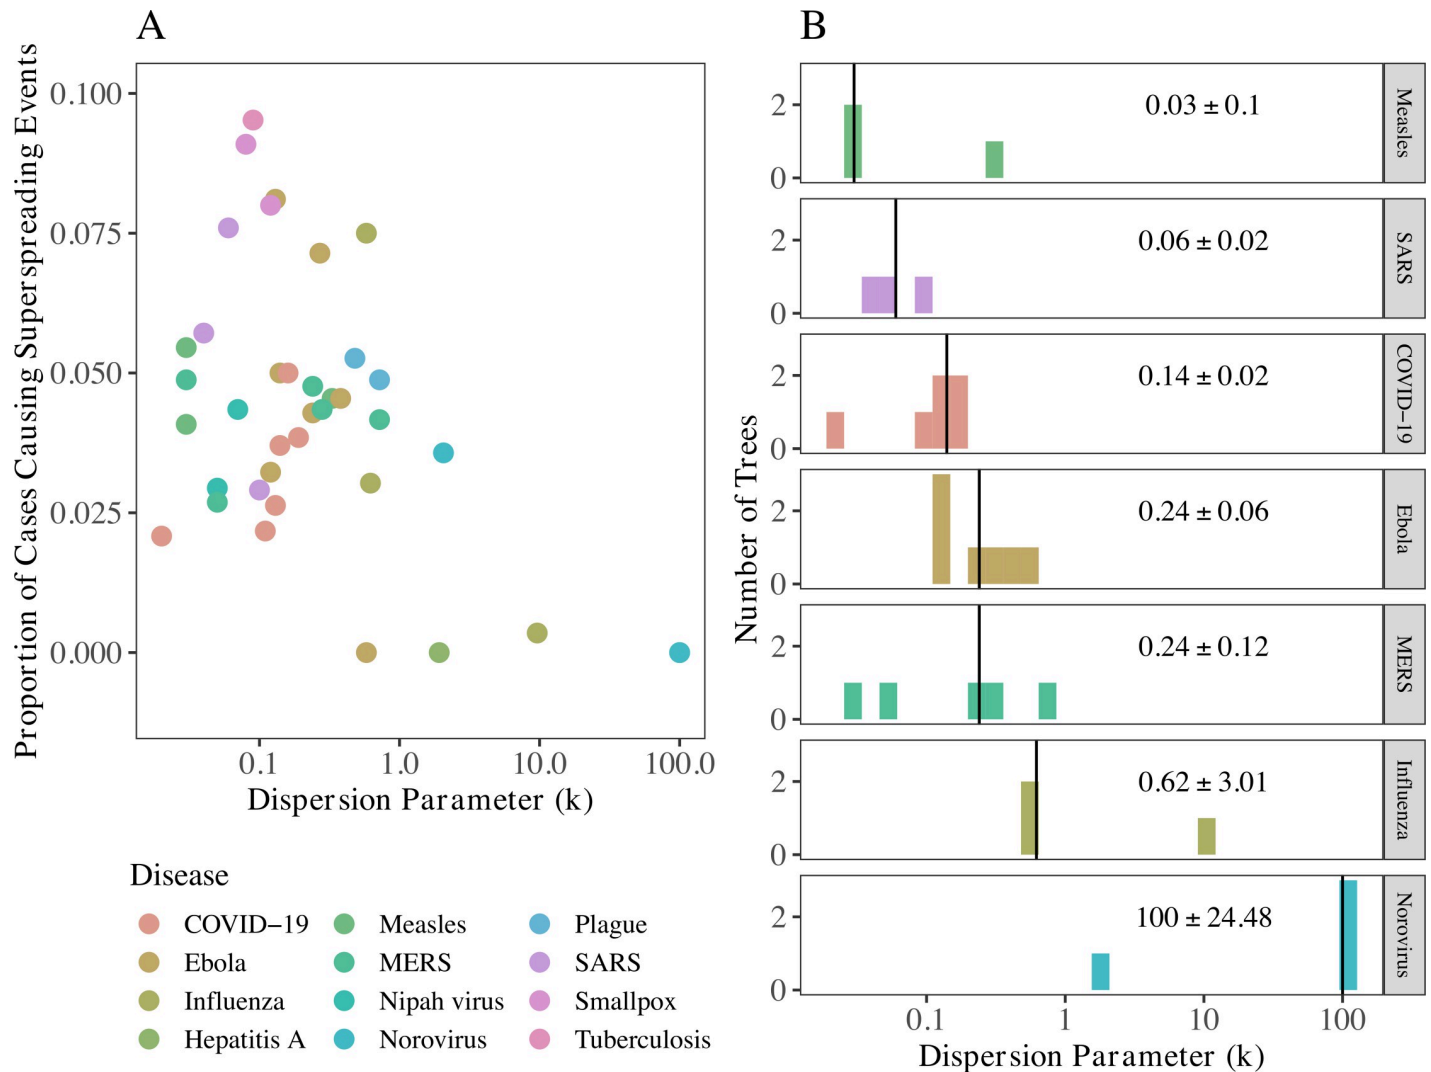 A
Proportion of Cases Causing Superspreading Events
0.100
0.075
0.050
0.025
0.000
0.1 1.0 10.0 100.0
Dispersion Parameter (k)
Disease
COVID−19 Measles Plague
Ebola MERS SARS
Influenza Nipah virus Smallpox
Hepatitis A Norovirus Tuberculosis
B
Number of Trees
2
0
0.03 ± 0.1
Measles
2
0
0.06 ± 0.02
SARS
2
0
0.14 ± 0.02
COVID−19
2
0
0.24 ± 0.06
Ebola
2
0
0.24 ± 0.12
MERS
2
0
0.62 ± 3.01
Influenza
2
0
100 ± 24.48
Norovirus
0.1 1 10 100
Dispersion Parameter (k)